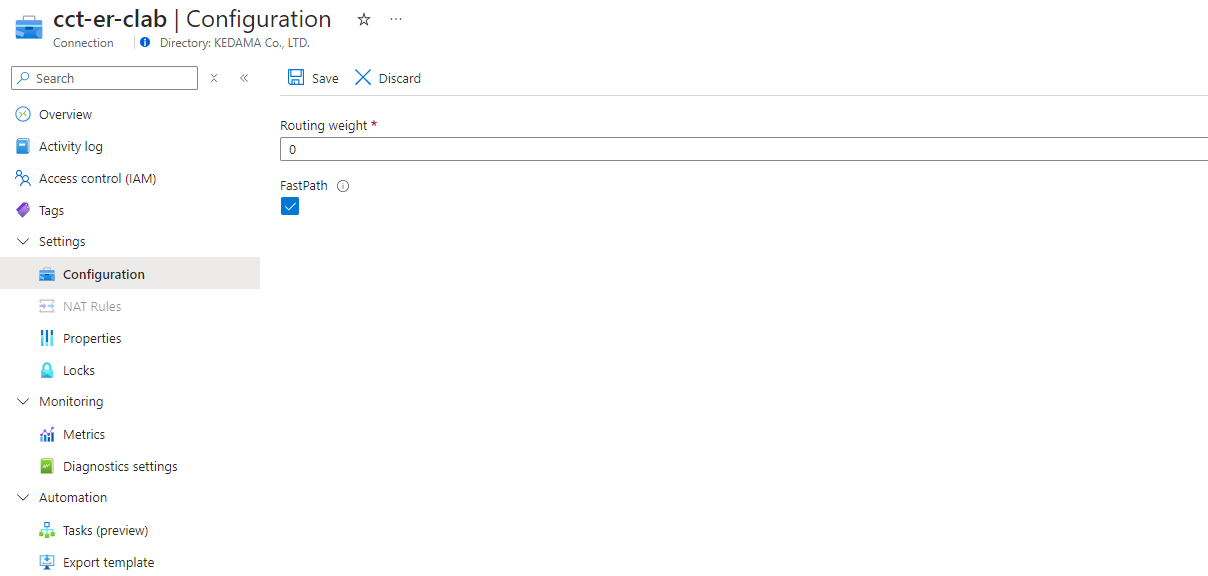 cct-er-clab | Configuration
Connection
Directory: KEDAMA Co., LTD.
Search
Save
Discard
Overview
Activity log
Access control (IAM)
Tags
Settings
Configuration
NAT Rules
Properties
Locks
Monitoring
Metrics
Diagnostics settings
Automation
Tasks (preview)
Export template
Routing weight *
0
FastPath